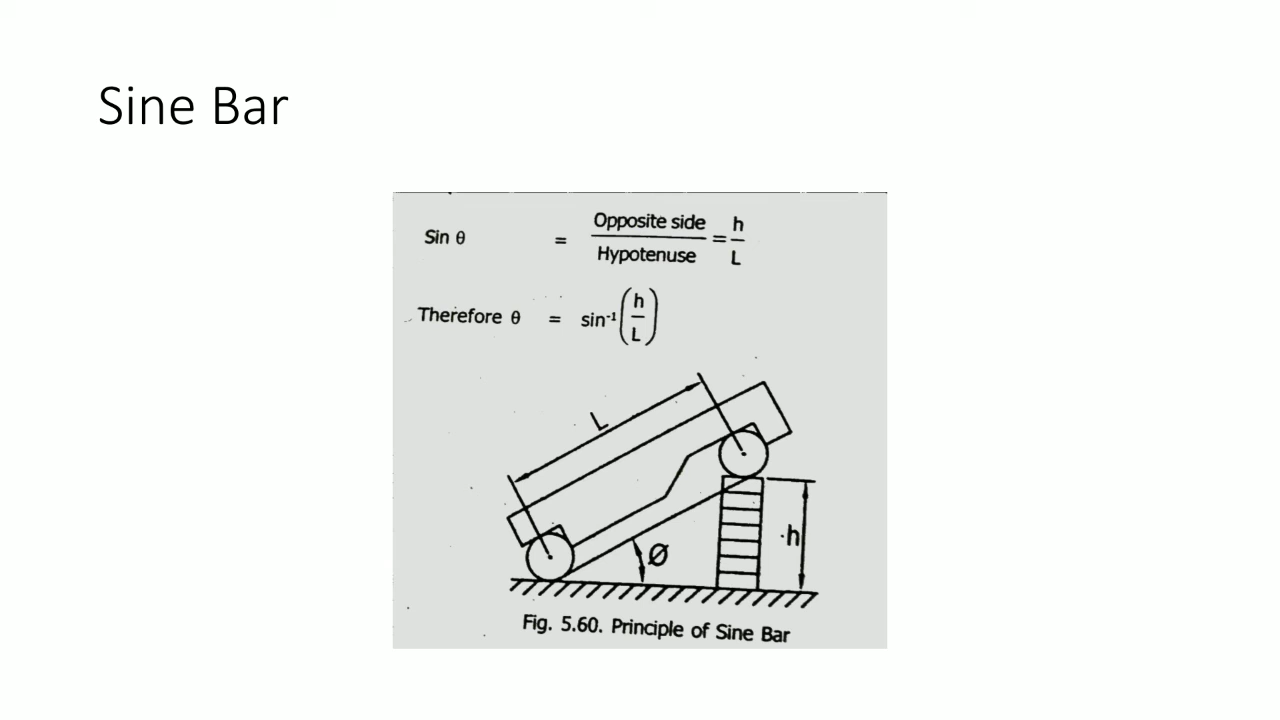 Sine Bar
Sin θ = Opposite side / Hypotenuse = h / L
Therefore θ = sin⁻¹ (h / L)
L
h
Ø
Fig. 5.60. Principle of Sine Bar